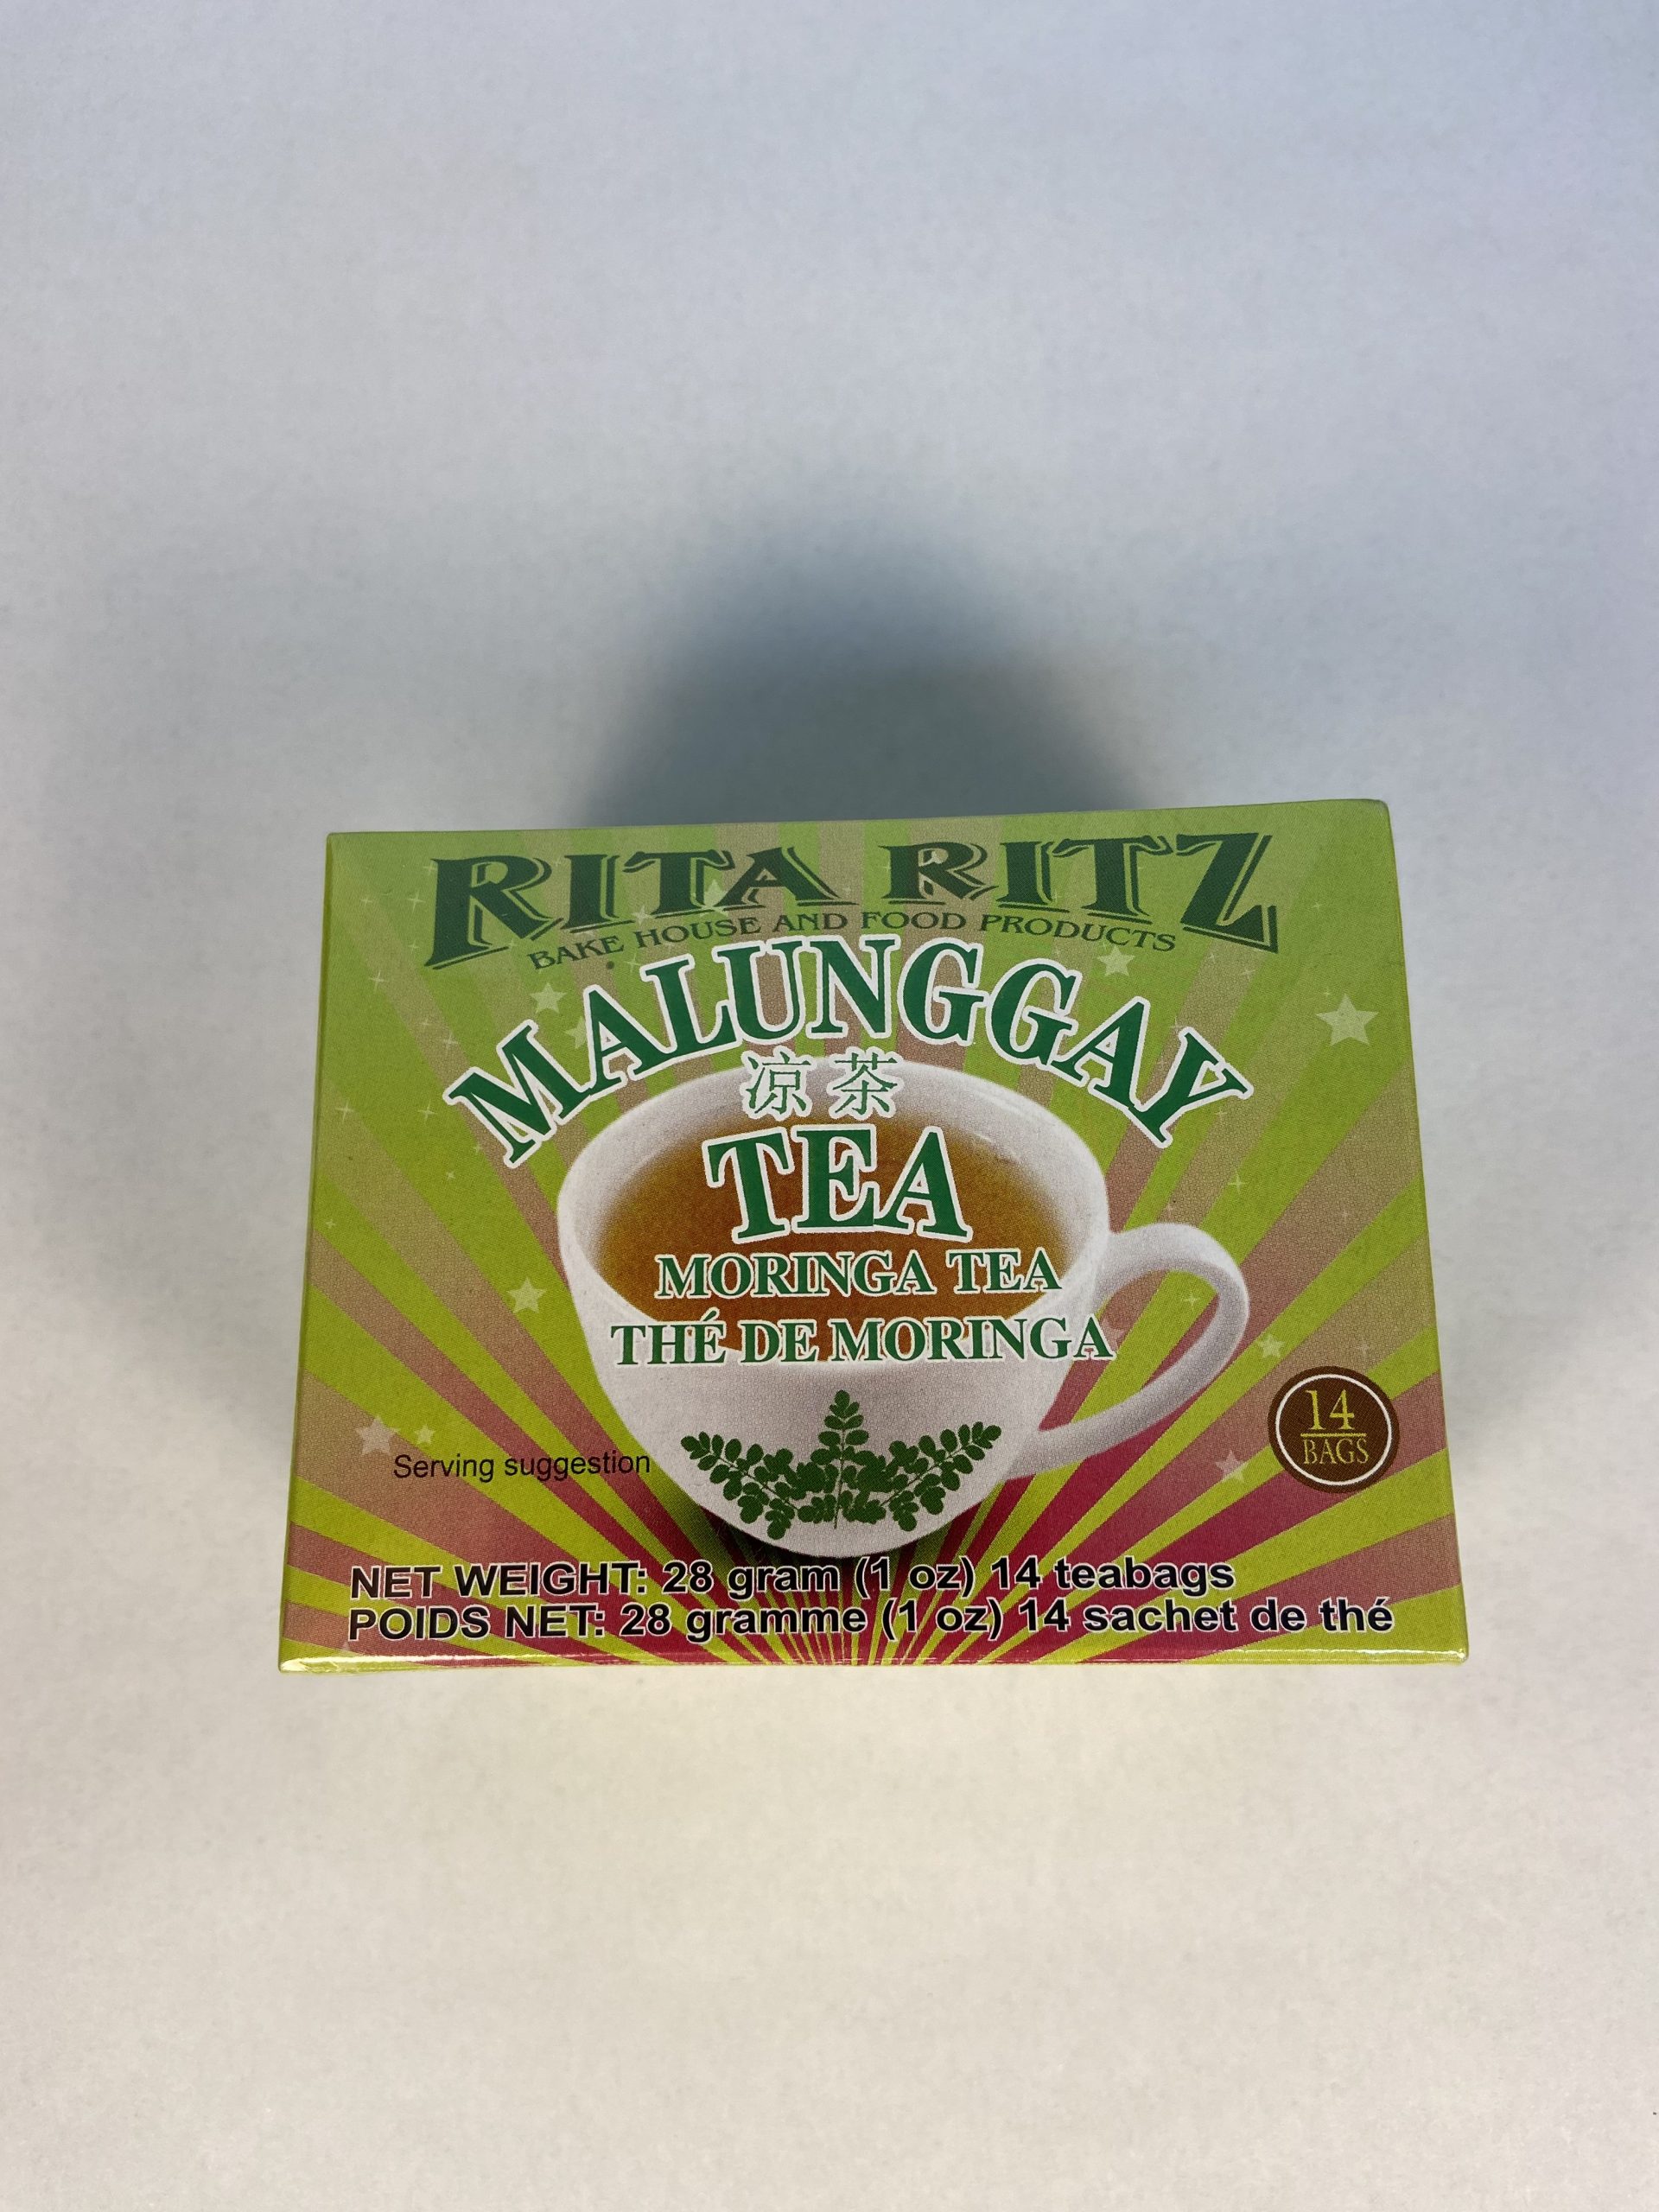 RITA RITZ
BAKE HOUSE AND FOOD PRODUCTS
MALUNGGAY
凉茶
TEA
MORINGA TEA
THÉ DE MORINGA
14
BAGS
Serving suggestion
NET WEIGHT: 28 gram (1 oz) 14 teabags
POIDS NET: 28 gramme (1 oz) 14 sachet de thé